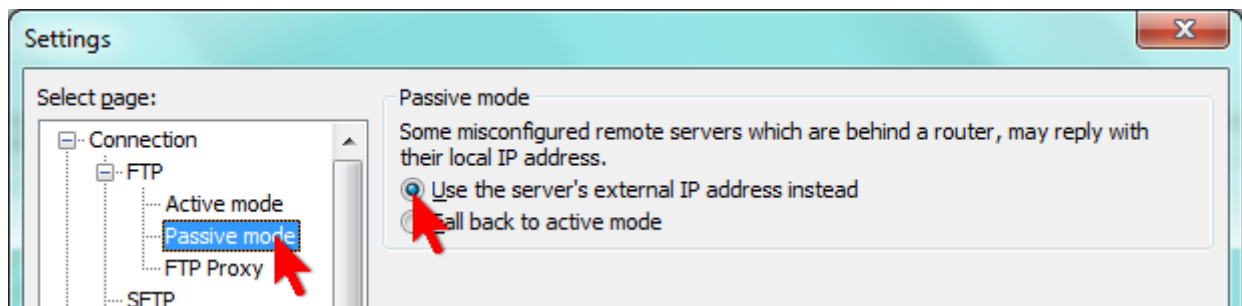 Settings
Select page:
Connection
FTP
Active mode
Passive mode
FTP Proxy
SFTP
Passive mode
Some misconfigured remote servers which are behind a router, may reply with
their local IP address.
Use the server's external IP address instead
Fall back to active mode